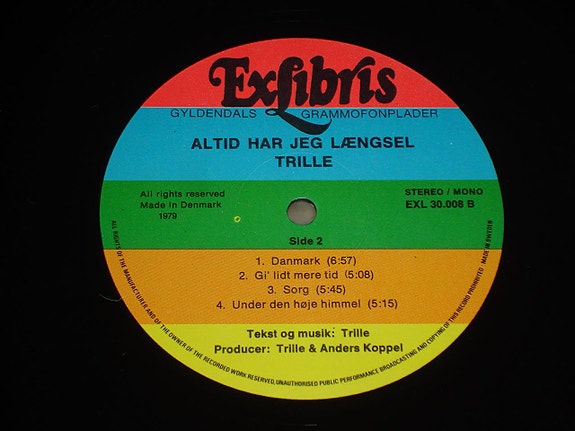 ExLibris
GYLDENDALS GRAMMOFONPLADER
ALTID HAR JEG LÆNGSEL
TRILLE
All rights reserved
Made in Denmark
1979
STEREO / MONO
EXL 30.008 B
Side 2
1. Danmark (6:57)
2. Gi' lidt mere tid (5:08)
3. Sorg (5:45)
4. Under den høje himmel (5:15)
Tekst og musik: Trille
Producer: Trille & Anders Koppel
ALL RIGHTS OF THE MANUFACTURER AND OF THE OWNER OF THE RECORDED WORK RESERVED, UNAUTHORISED PUBLIC PERFORMANCE BROADCASTING AND COPYING OF THIS RECORD PROHIBITED MADE IN SWEDEN